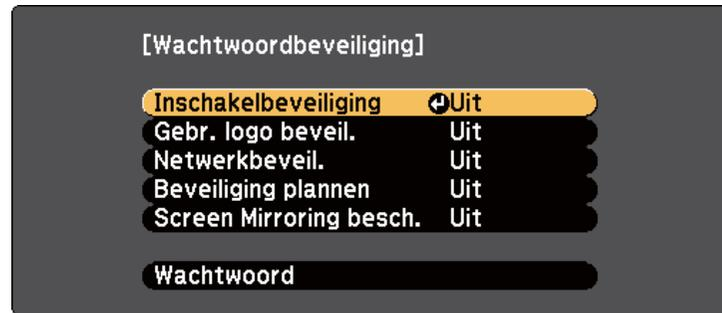 [Wachtwoordbeveiliging]
Inschakelbeveiliging Uit
Gebr. logo beveil. Uit
Netwerkbeveil. Uit
Beveiliging plannen Uit
Screen Mirroring besch. Uit
Wachtwoord